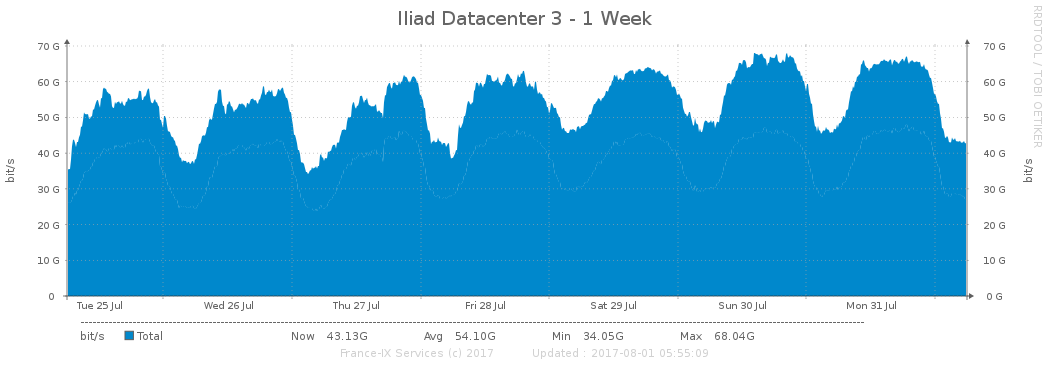 Iliad Datacenter 3 - 1 Week
RRDTOOL / TOBI OETIKER
bit/s
70 G 70 G
60 G 60 G
50 G 50 G
40 G 40 G
30 G 30 G
20 G 20 G
10 G 10 G
0 0 G
bit/s
Tue 25 Jul Wed 26 Jul Thu 27 Jul Fri 28 Jul Sat 29 Jul Sun 30 Jul Mon 31 Jul
bit/s Total Now 43.13G Avg 54.10G Min 34.05G Max 68.04G
France-IX Services (c) 2017 Updated : 2017-08-01 05:55:09